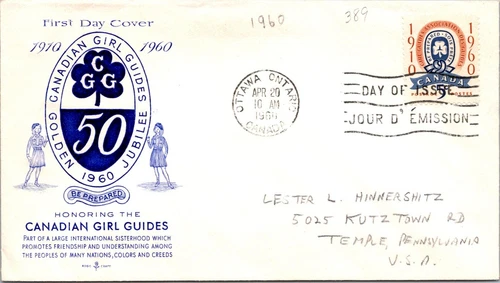 First Day Cover
1960
389
1910 1960
CANADIAN GIRL GUIDES
C
G G
50
GOLDEN JUBILEE
1960
BE PREPARED
HONORING THE
CANADIAN GIRL GUIDES
PART OF A LARGE INTERNATIONAL SISTERHOOD WHICH
PROMOTES FRIENDSHIP AND UNDERSTANDING AMONG
THE PEOPLES OF MANY NATIONS, COLORS AND CREEDS
OTTAWA ONTARIO
APR 20
10 AM
1960
CANADA
DAY OF ISSUE
JOUR D'ÉMISSION
1910 1960
CANADA
5¢
LESTER L. HINNERSHITZ
5025 KUTZTOWN RD
TEMPLE, PENNSYLVANIA
U.S.A.